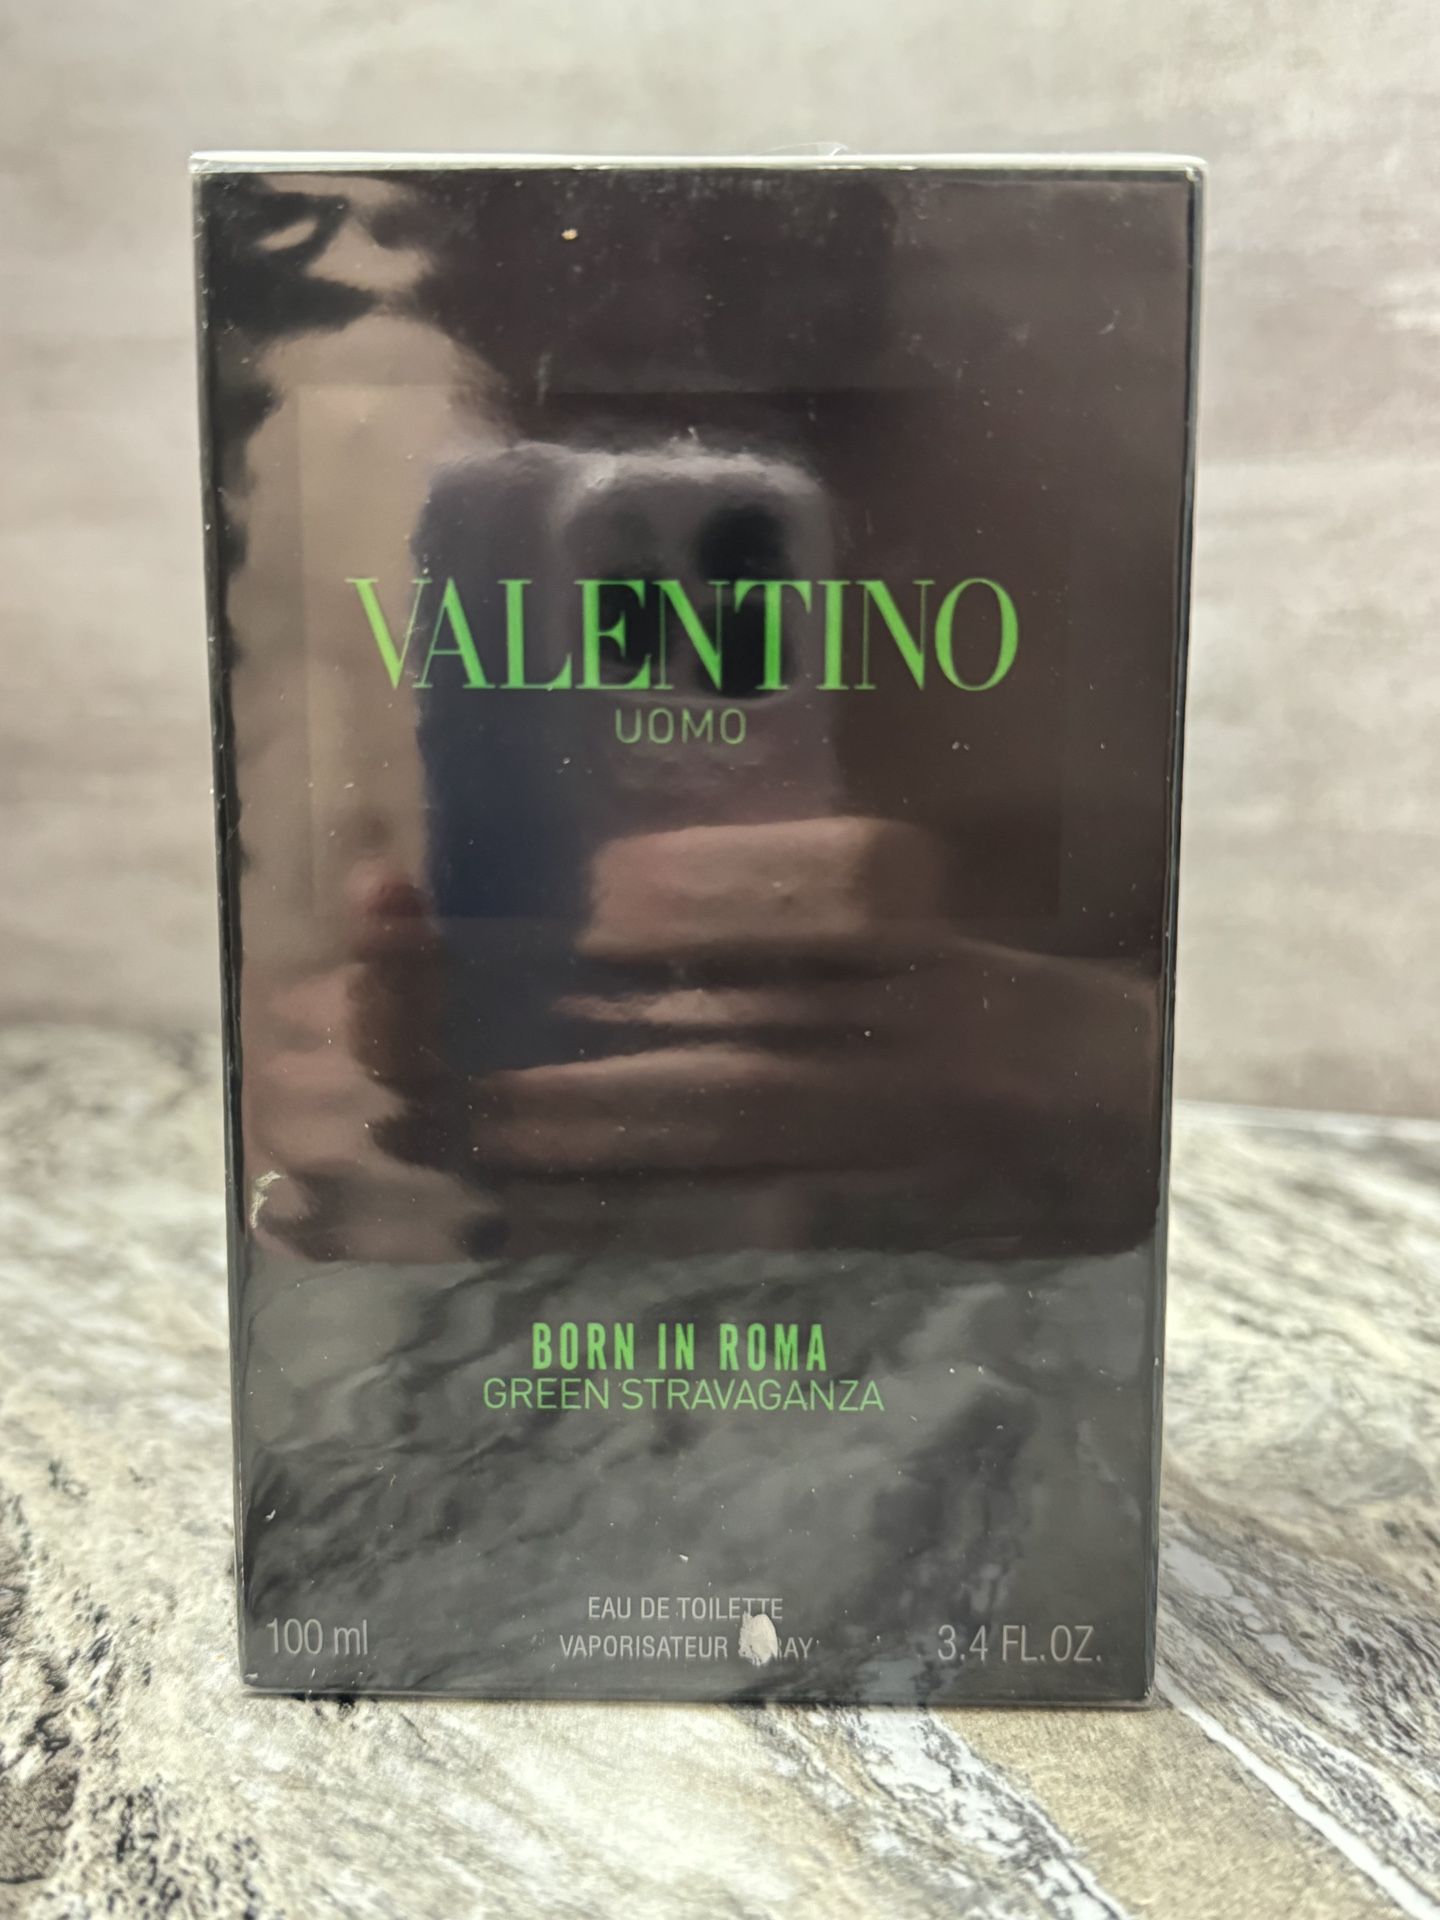 VALENTINO
UOMO
BORN IN ROMA
GREEN STRAVAGANZA
EAU DE TOILETTE
VAPORISATEUR
100 ml
3.4 FL.OZ.